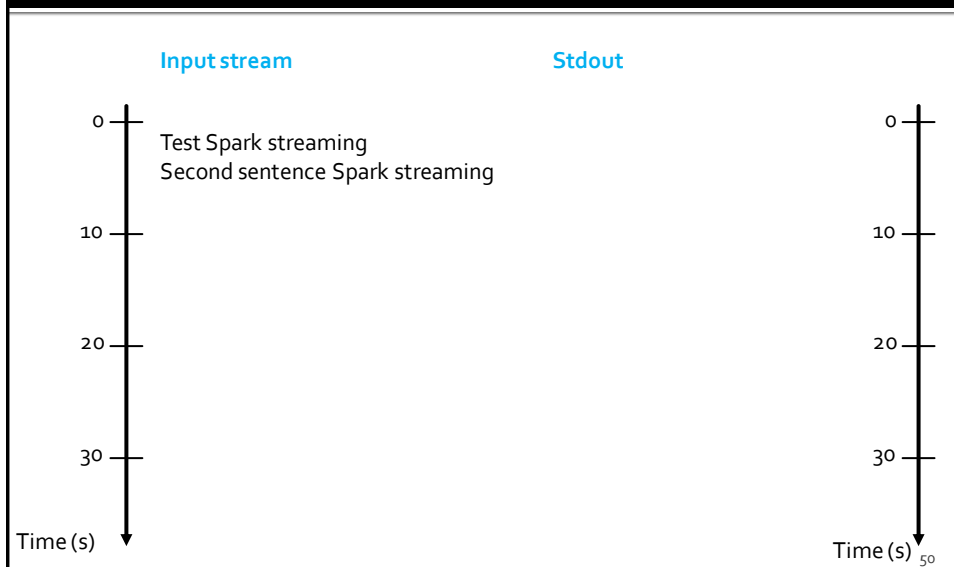 Input stream
Stdout
0
0
Test Spark streaming
Second sentence Spark streaming
10
10
20
20
30
30
Time (s)
Time (s)
50